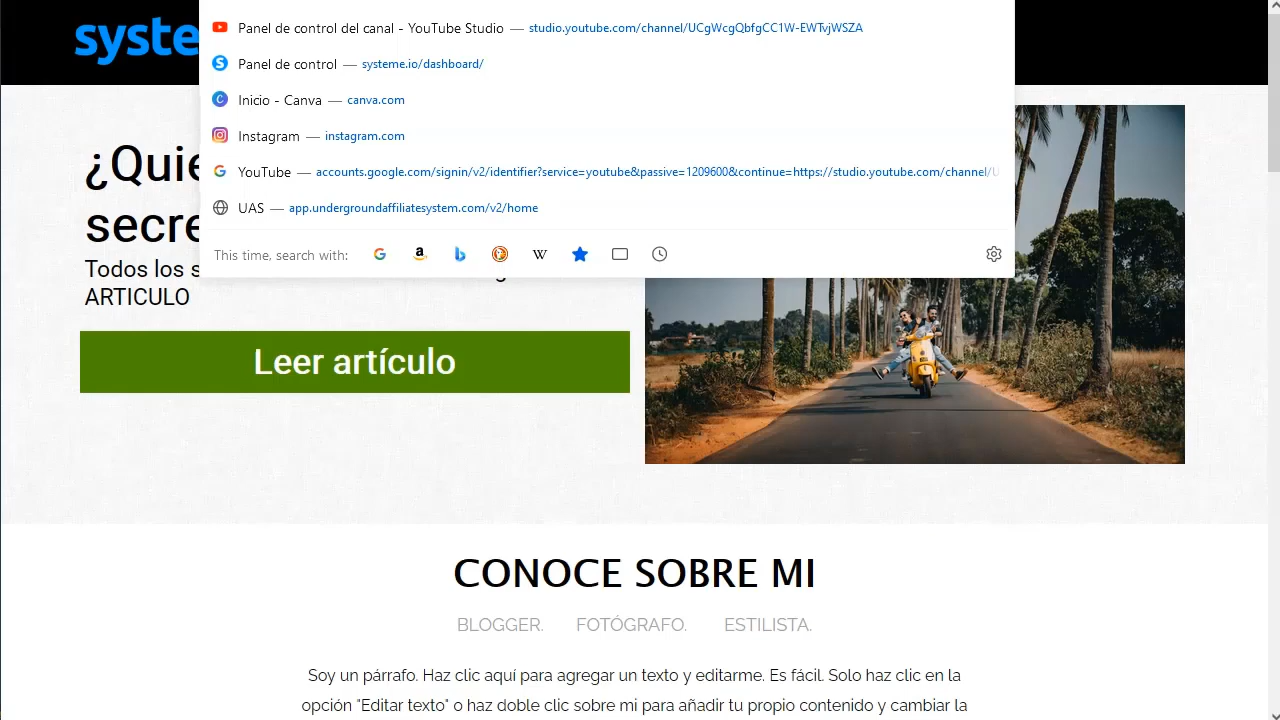 syste
Panel de control del canal - YouTube Studio — studio.youtube.com/channel/UCgWcgQbfgCC1W-EWTvjWSZA
Panel de control — systeme.io/dashboard/
Inicio - Canva — canva.com
Instagram — instagram.com
YouTube — accounts.google.com/signin/v2/identifier?service=youtube&passive=1209600&continue=https://studio.youtube.com/channel/U
UAS — app.undergroundaffiliatesystem.com/v2/home
This time, search with:
¿Quie
secre
Todos los s
ARTICULO
Leer artículo
CONOCE SOBRE MI
BLOGGER. FOTÓGRAFO. ESTILISTA.
Soy un párrafo. Haz clic aquí para agregar un texto y editarme. Es fácil. Solo haz clic en la
opción "Editar texto" o haz doble clic sobre mi para añadir tu propio contenido y cambiar la